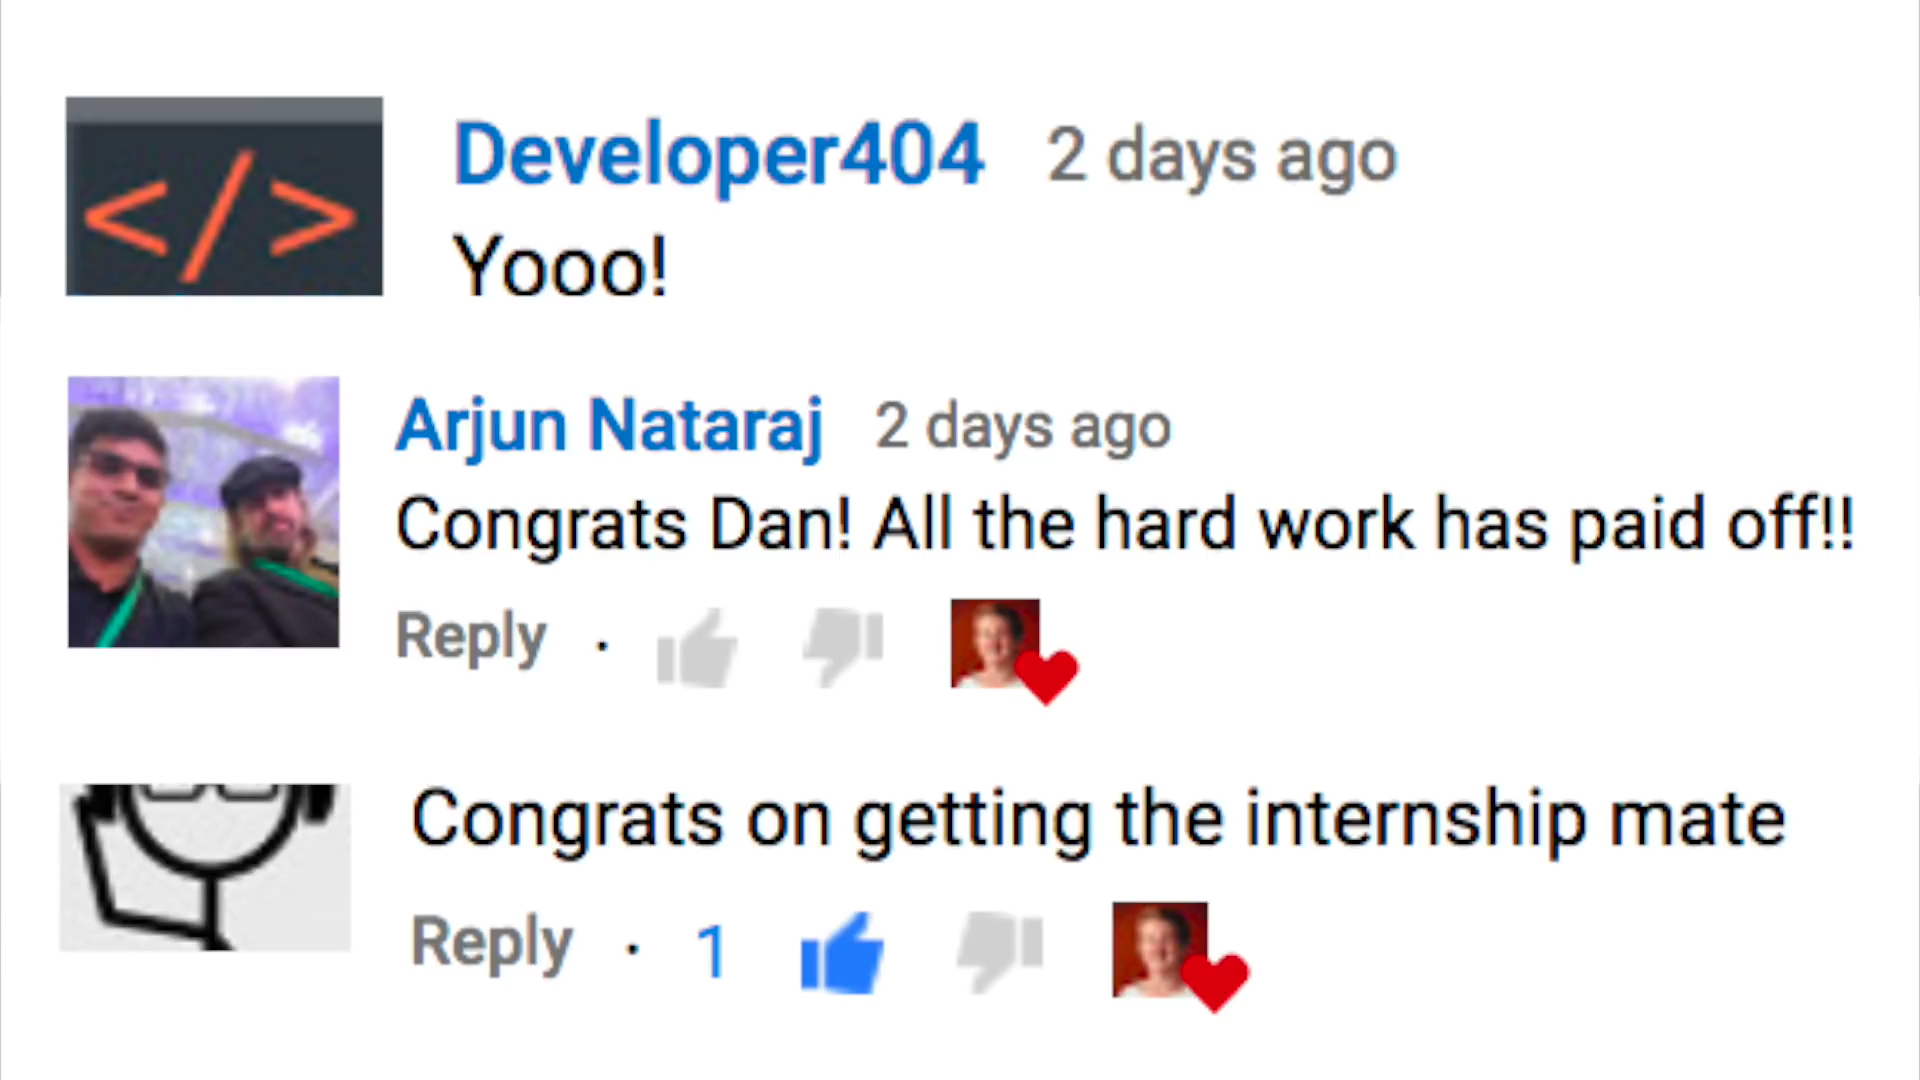 </>
Developer404 2 days ago
Yooo!
Arjun Nataraj 2 days ago
Congrats Dan! All the hard work has paid off!!
Reply ·
Congrats on getting the internship mate
Reply · 1